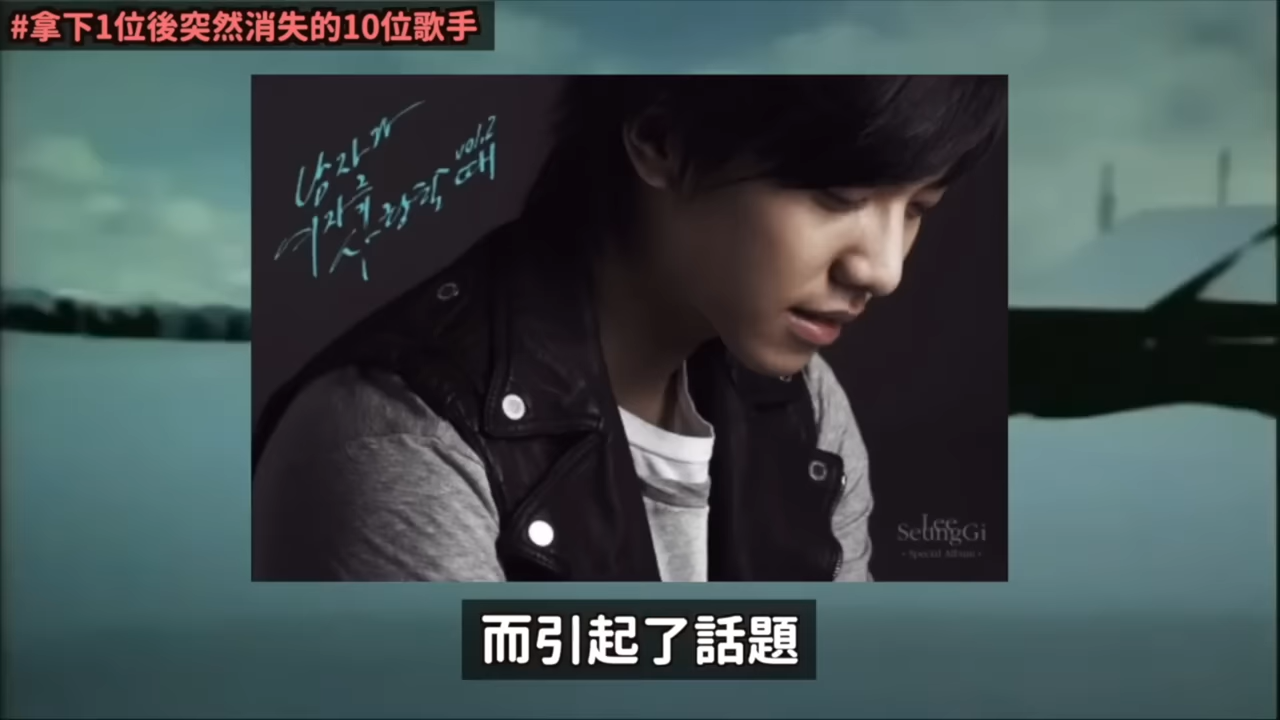 #拿下1位後突然消失的10位歌手
남자가
여자를
사랑할 때
vol.2
Lee
SeungGi
- Special Album -
而引起了話題